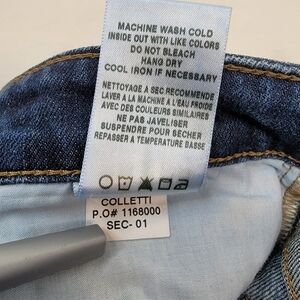 MACHINE WASH COLD
INSIDE OUT WITH LIKE COLORS
DO NOT BLEACH
HANG DRY
COOL IRON IF NECESSARY
NETTOYAGE A SEC RECOMMENDE
LAVER A LA MACHINE A L'EAU FROIDE
AVEC DES COULEURS SIMILAIRES
NE PAS JAVELISER
SUSPENDRE POUR SECHER
REPASSER A TEMPERATURE BASSE
COLLETTI
P.O# 1168000
SEC- 01